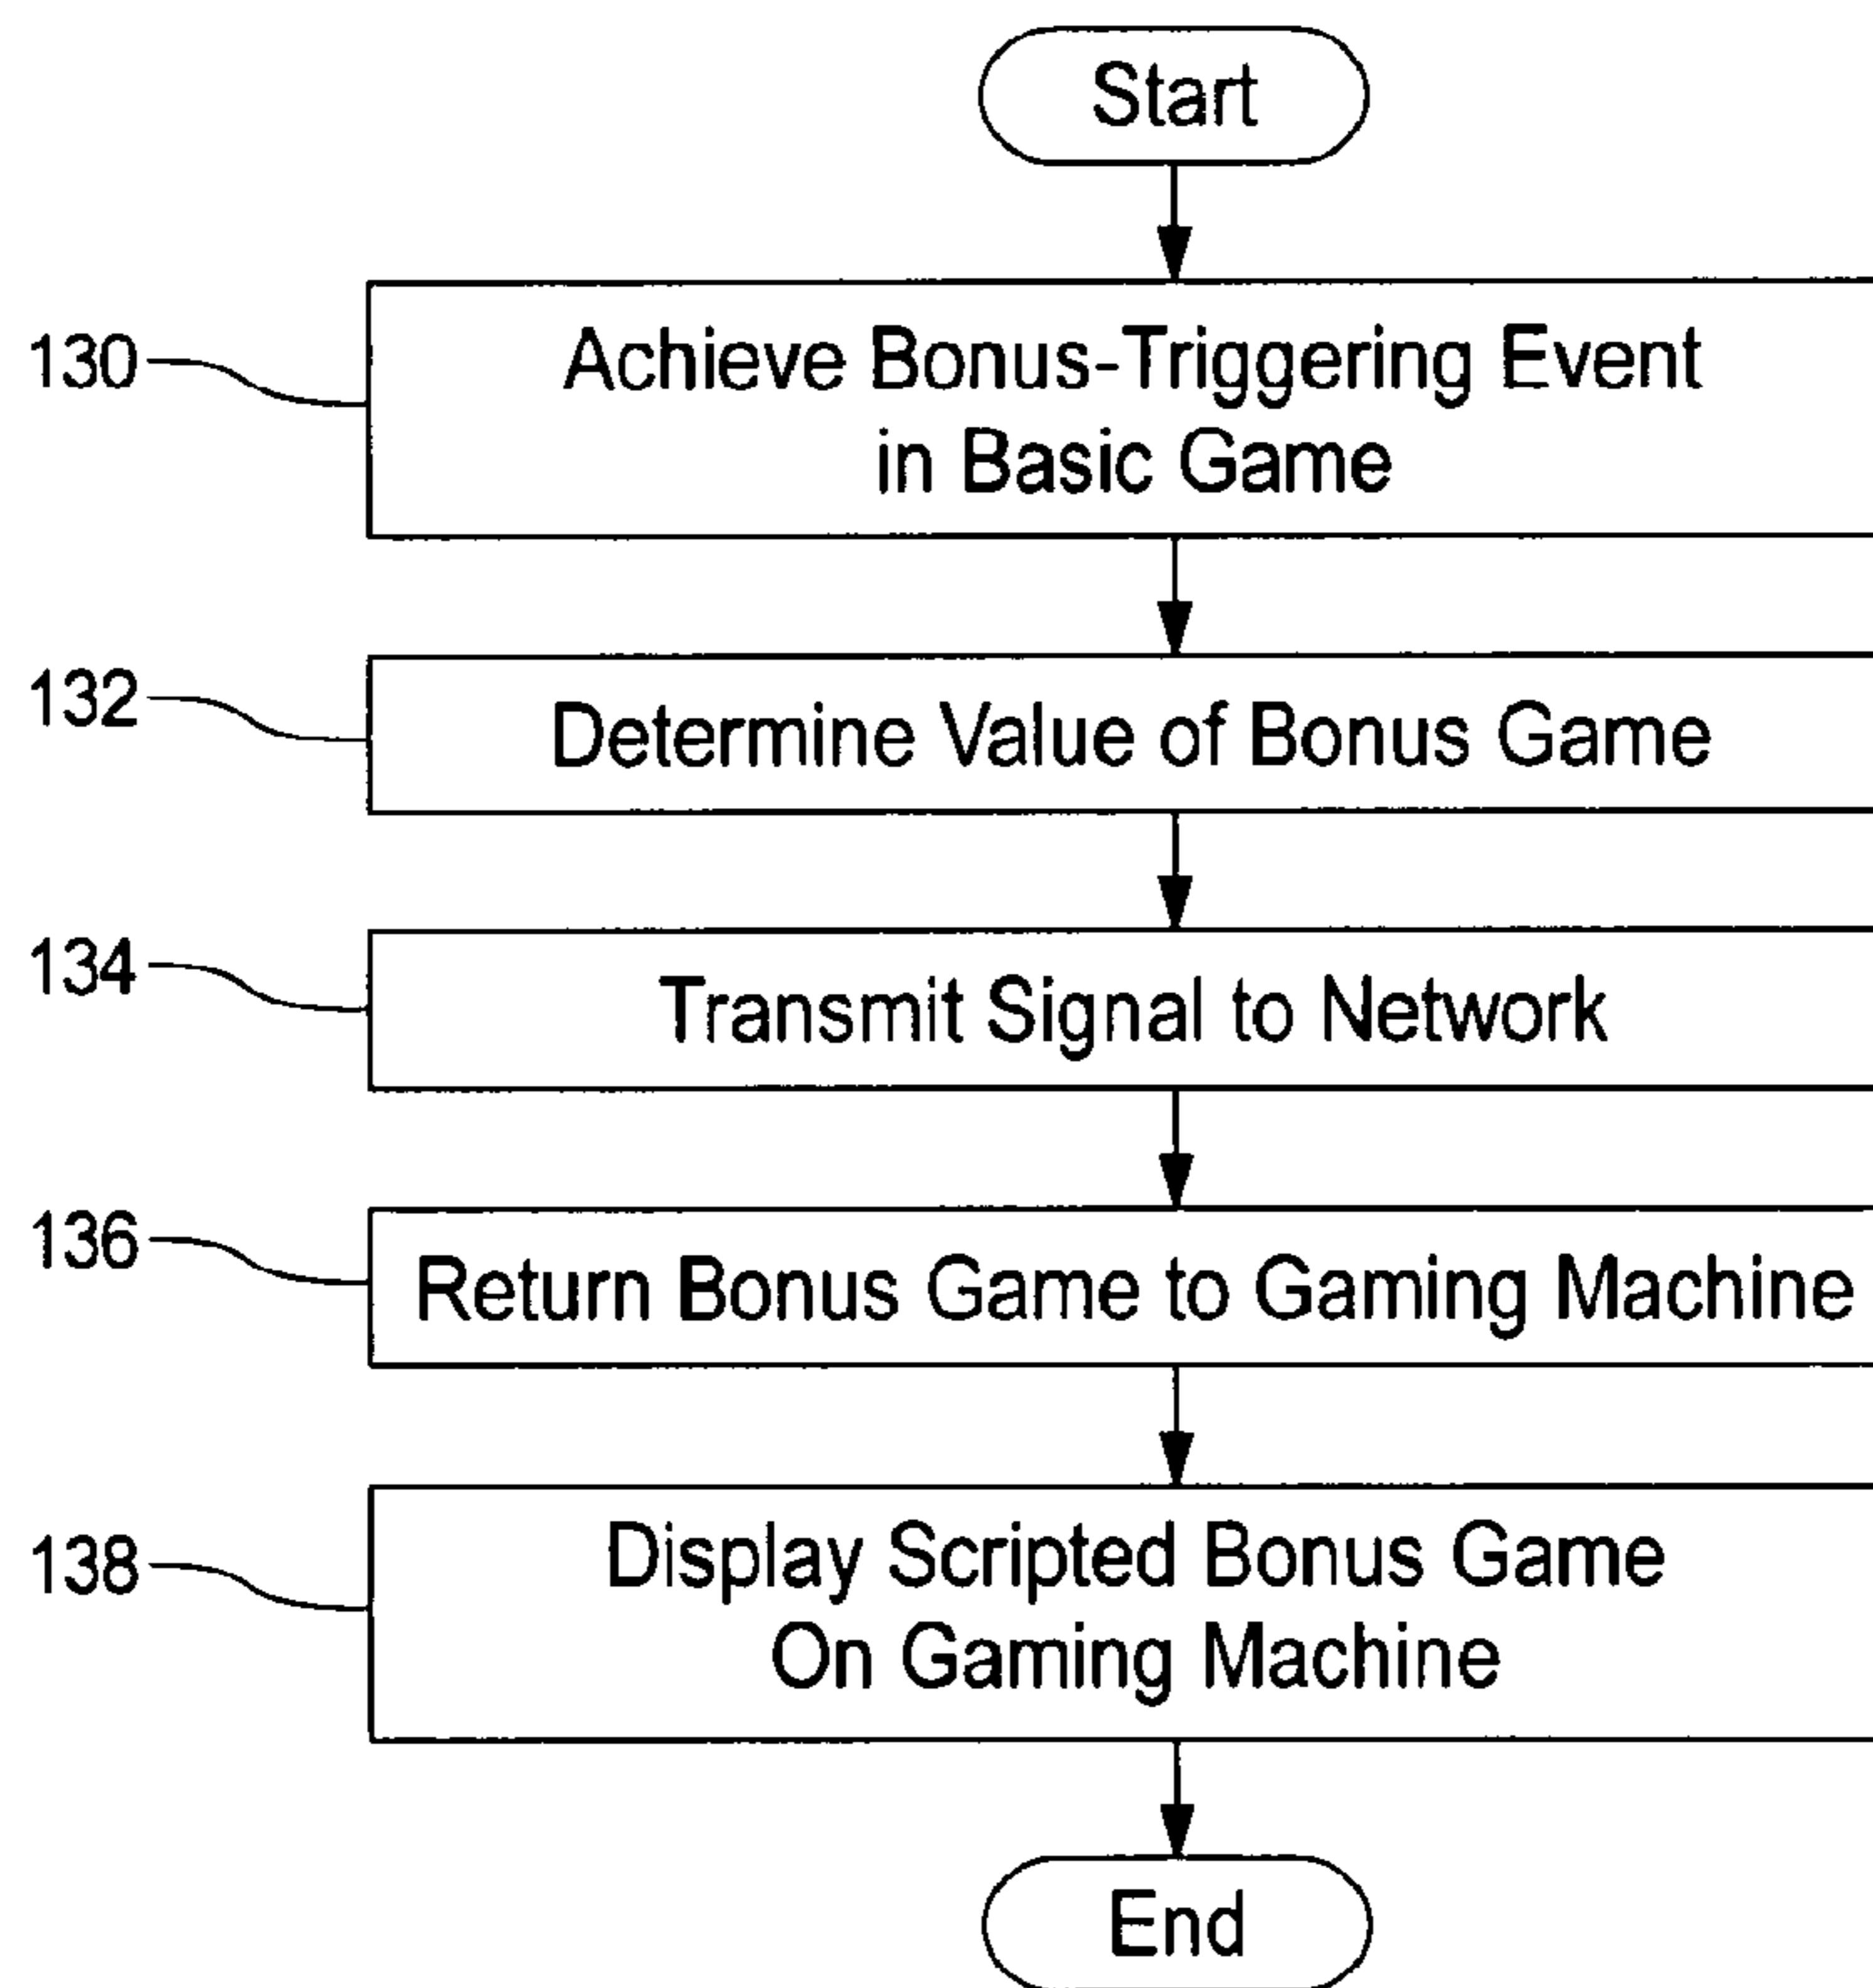 Start
130
Achieve Bonus-Triggering Event
in Basic Game
132
Determine Value of Bonus Game
134
Transmit Signal to Network
136
Return Bonus Game to Gaming Machine
138
Display Scripted Bonus Game
On Gaming Machine
End